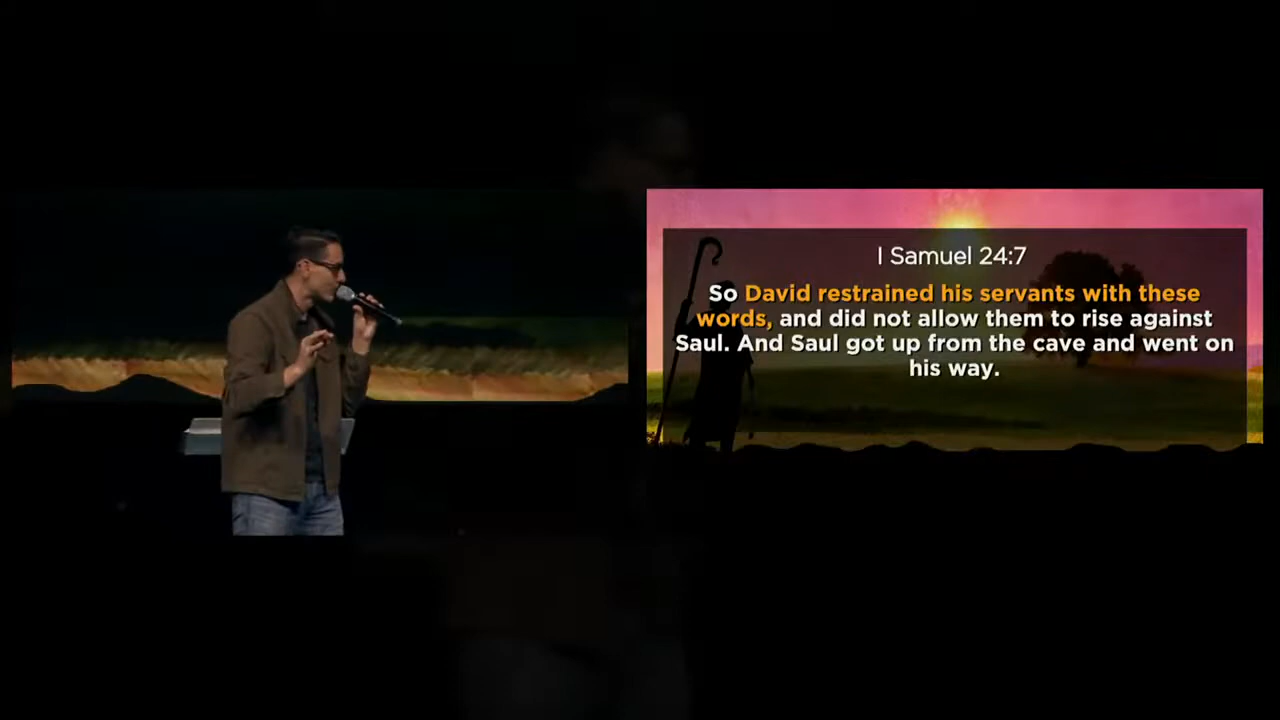 I Samuel 24:7
So David restrained his servants with these
words, and did not allow them to rise against
Saul. And Saul got up from the cave and went on
his way.